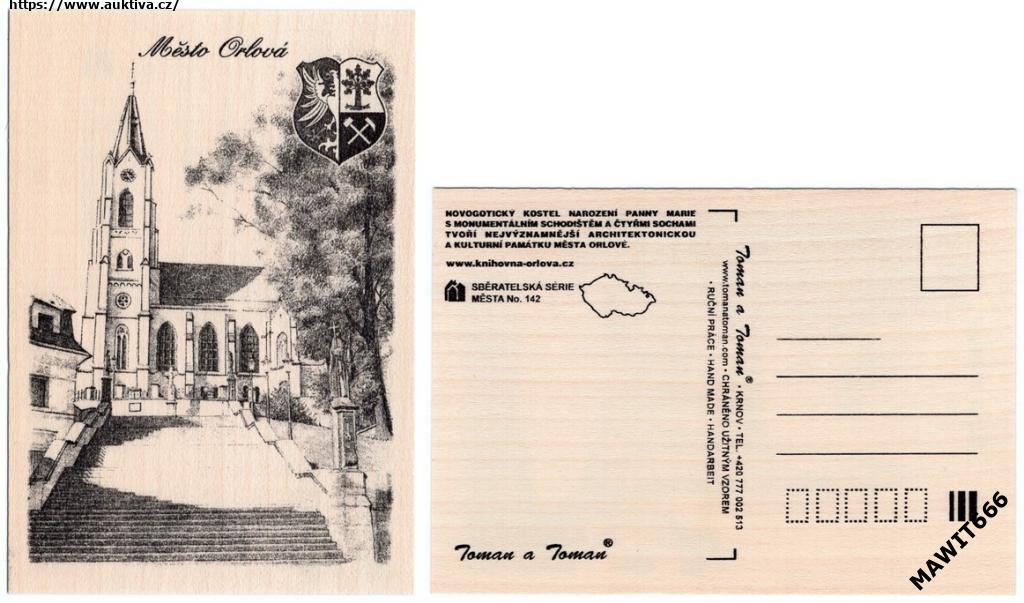 https://www.auktiva.cz/
Město Orlová
NOVOGOTICKÝ KOSTEL NAROZENÍ PANNY MARIE
S MONUMENTÁLNÍM SCHODIŠTĚM A ČTYŘMI SOCHAMI
TVOŘÍ NEJVÝZNAMNĚJŠÍ ARCHITEKTONICKOU
A KULTURNÍ PAMÁTKU MĚSTA ORLOVÉ.
www.knihovna-orlova.cz
SBĚRATELSKÁ SÉRIE
MĚSTA No. 142
Toman a Toman® • KRNOV • TEL. +420 777 002 513
www.tomanatoman.com • CHRÁNĚNO UŽITNÝM VZOREM
• RUČNÍ PRÁCE • HAND MADE • HANDARBEIT
Toman a Toman®
MAWIT666